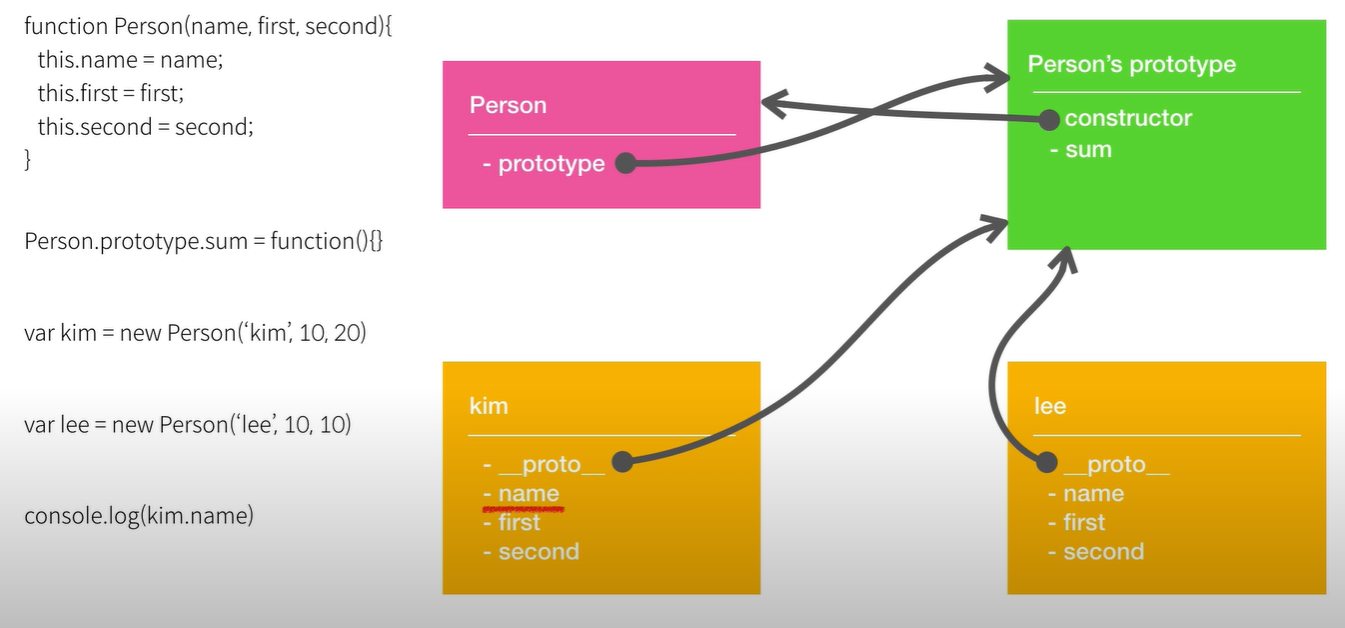 function Person(name, first, second){
this.name = name;
this.first = first;
this.second = second;
}
Person.prototype.sum = function(){}
var kim = new Person(‘kim’, 10, 20)
var lee = new Person(‘lee’, 10, 10)
console.log(kim.name)
Person
- prototype
Person’s prototype
constructor
- sum
kim
- __proto__
- name
- first
- second
lee
__proto__
- name
- first
- second